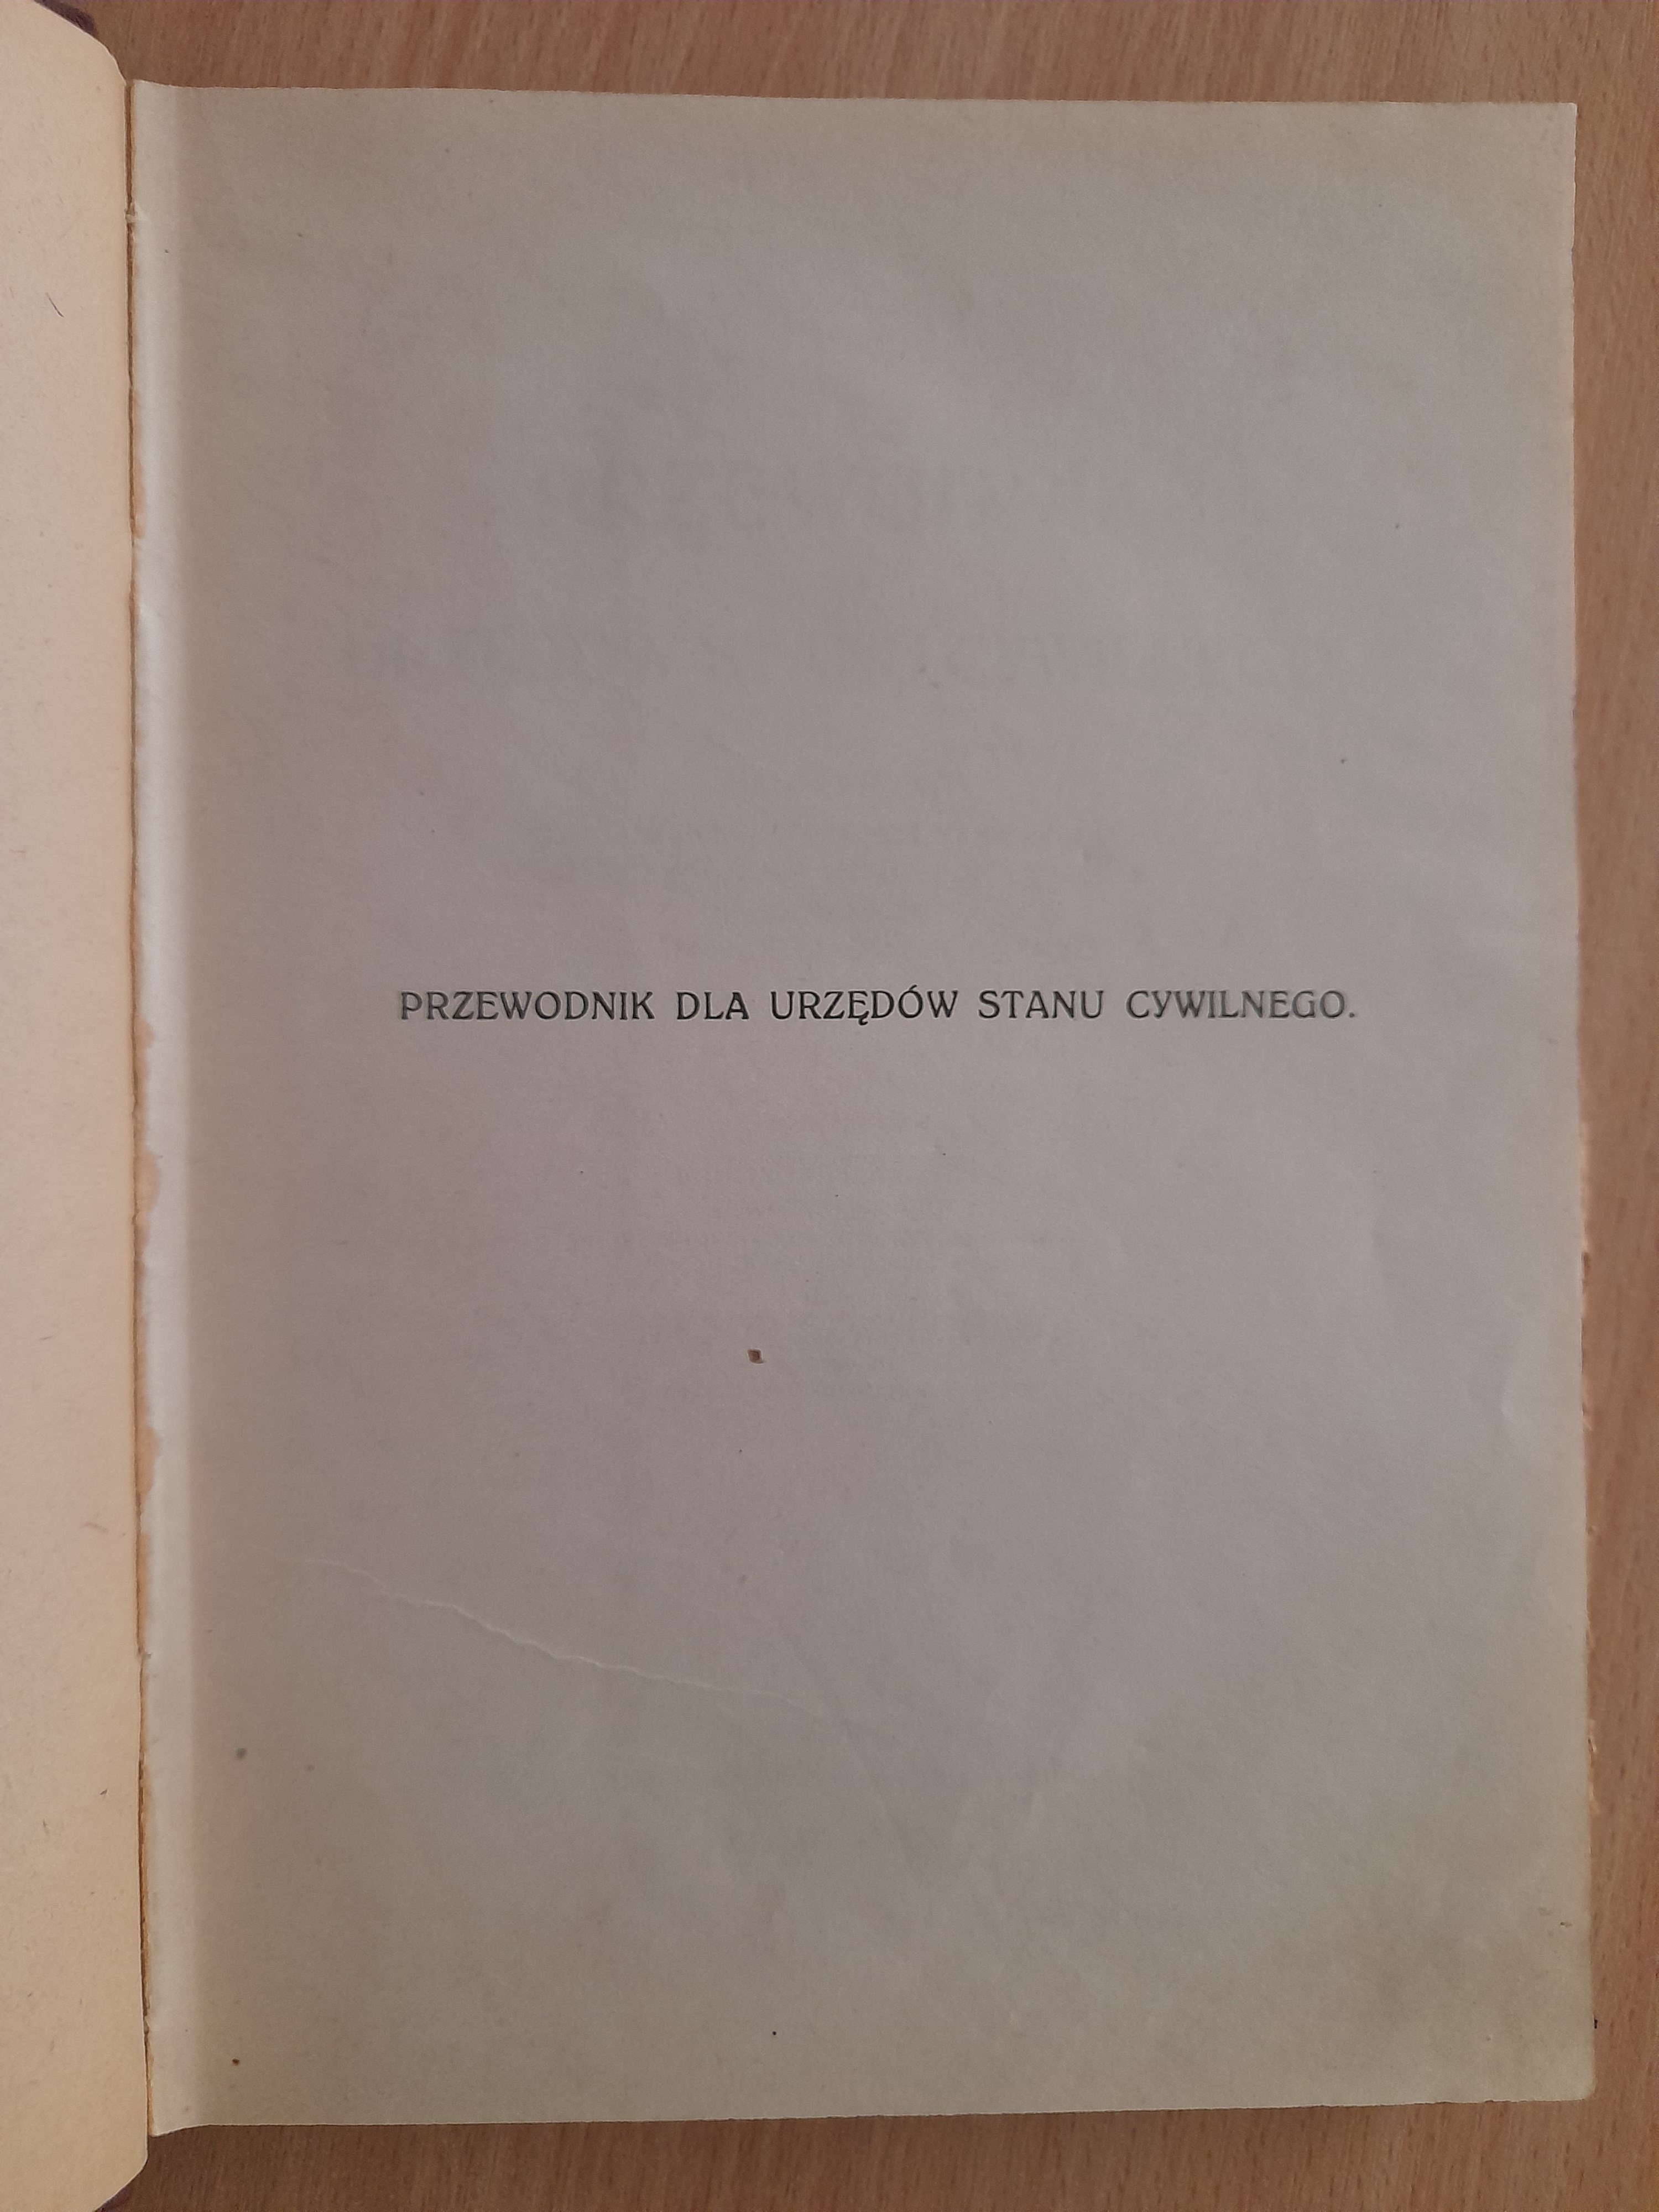 PRZEWODNIK DLA URZĘDÓW STANU CYWILNEGO.